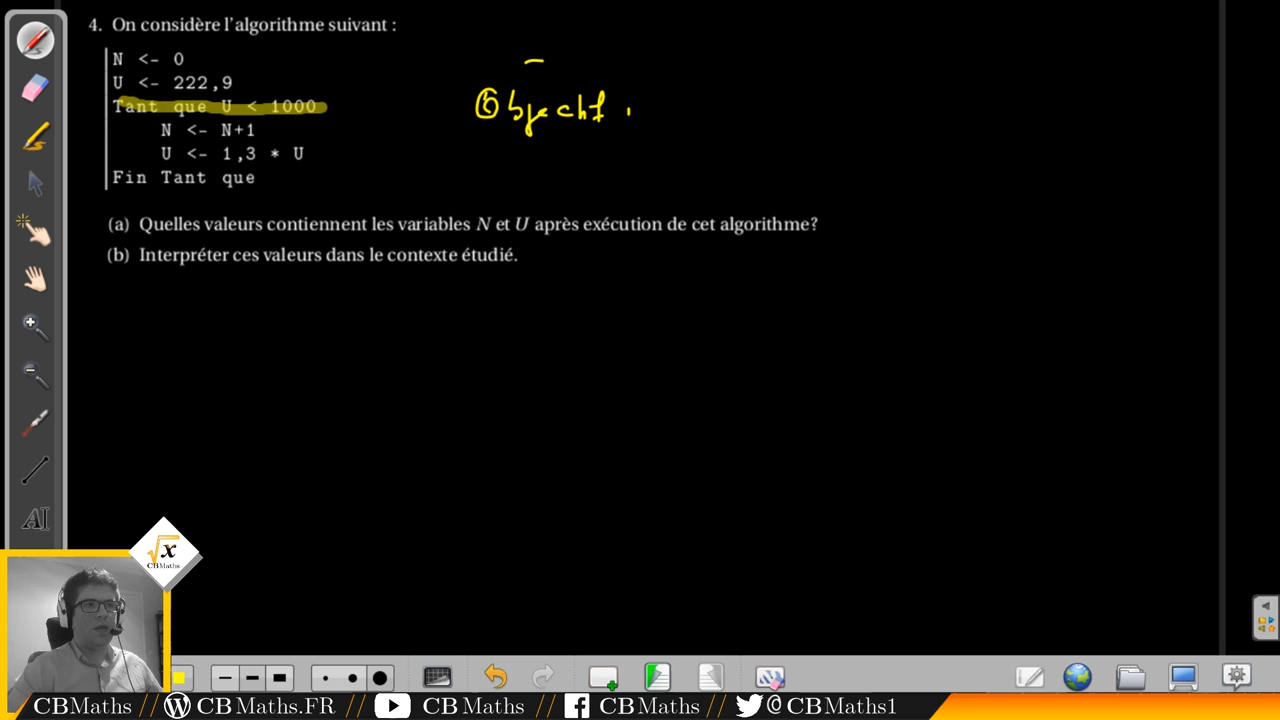 4. On considère l'algorithme suivant :
N <- 0
U <- 222,9
Tant que U < 1000
N <- N+1
U <- 1,3 * U
Fin Tant que
Objectif
(a) Quelles valeurs contiennent les variables N et U après exécution de cet algorithme?
(b) Interpréter ces valeurs dans le contexte étudié.
AI
√x
CBMaths
CBMaths CBMaths.FR CBMaths CBMaths @CBMaths1